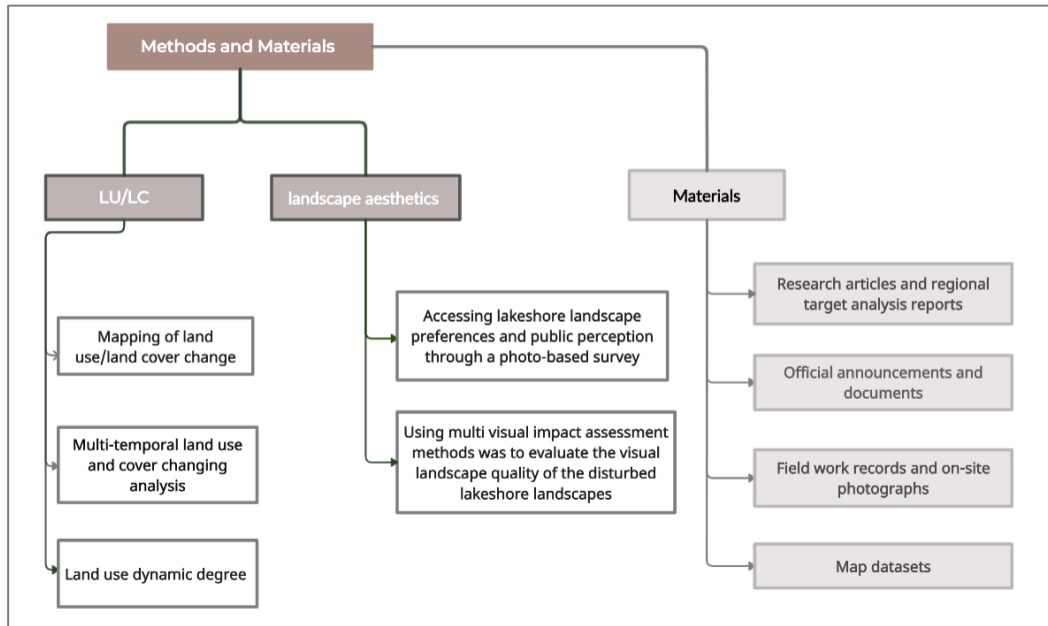 Methods and Materials
LU/LC
landscape aesthetics
Materials
Mapping of land
use/land cover change
Multi-temporal land use
and cover changing
analysis
Land use dynamic degree
Accessing lakeshore landscape
preferences and public perception
through a photo-based survey
Using multi visual impact assessment
methods was to evaluate the visual
landscape quality of the disturbed
lakeshore landscapes
Research articles and regional
target analysis reports
Official announcements and
documents
Field work records and on-site
photographs
Map datasets